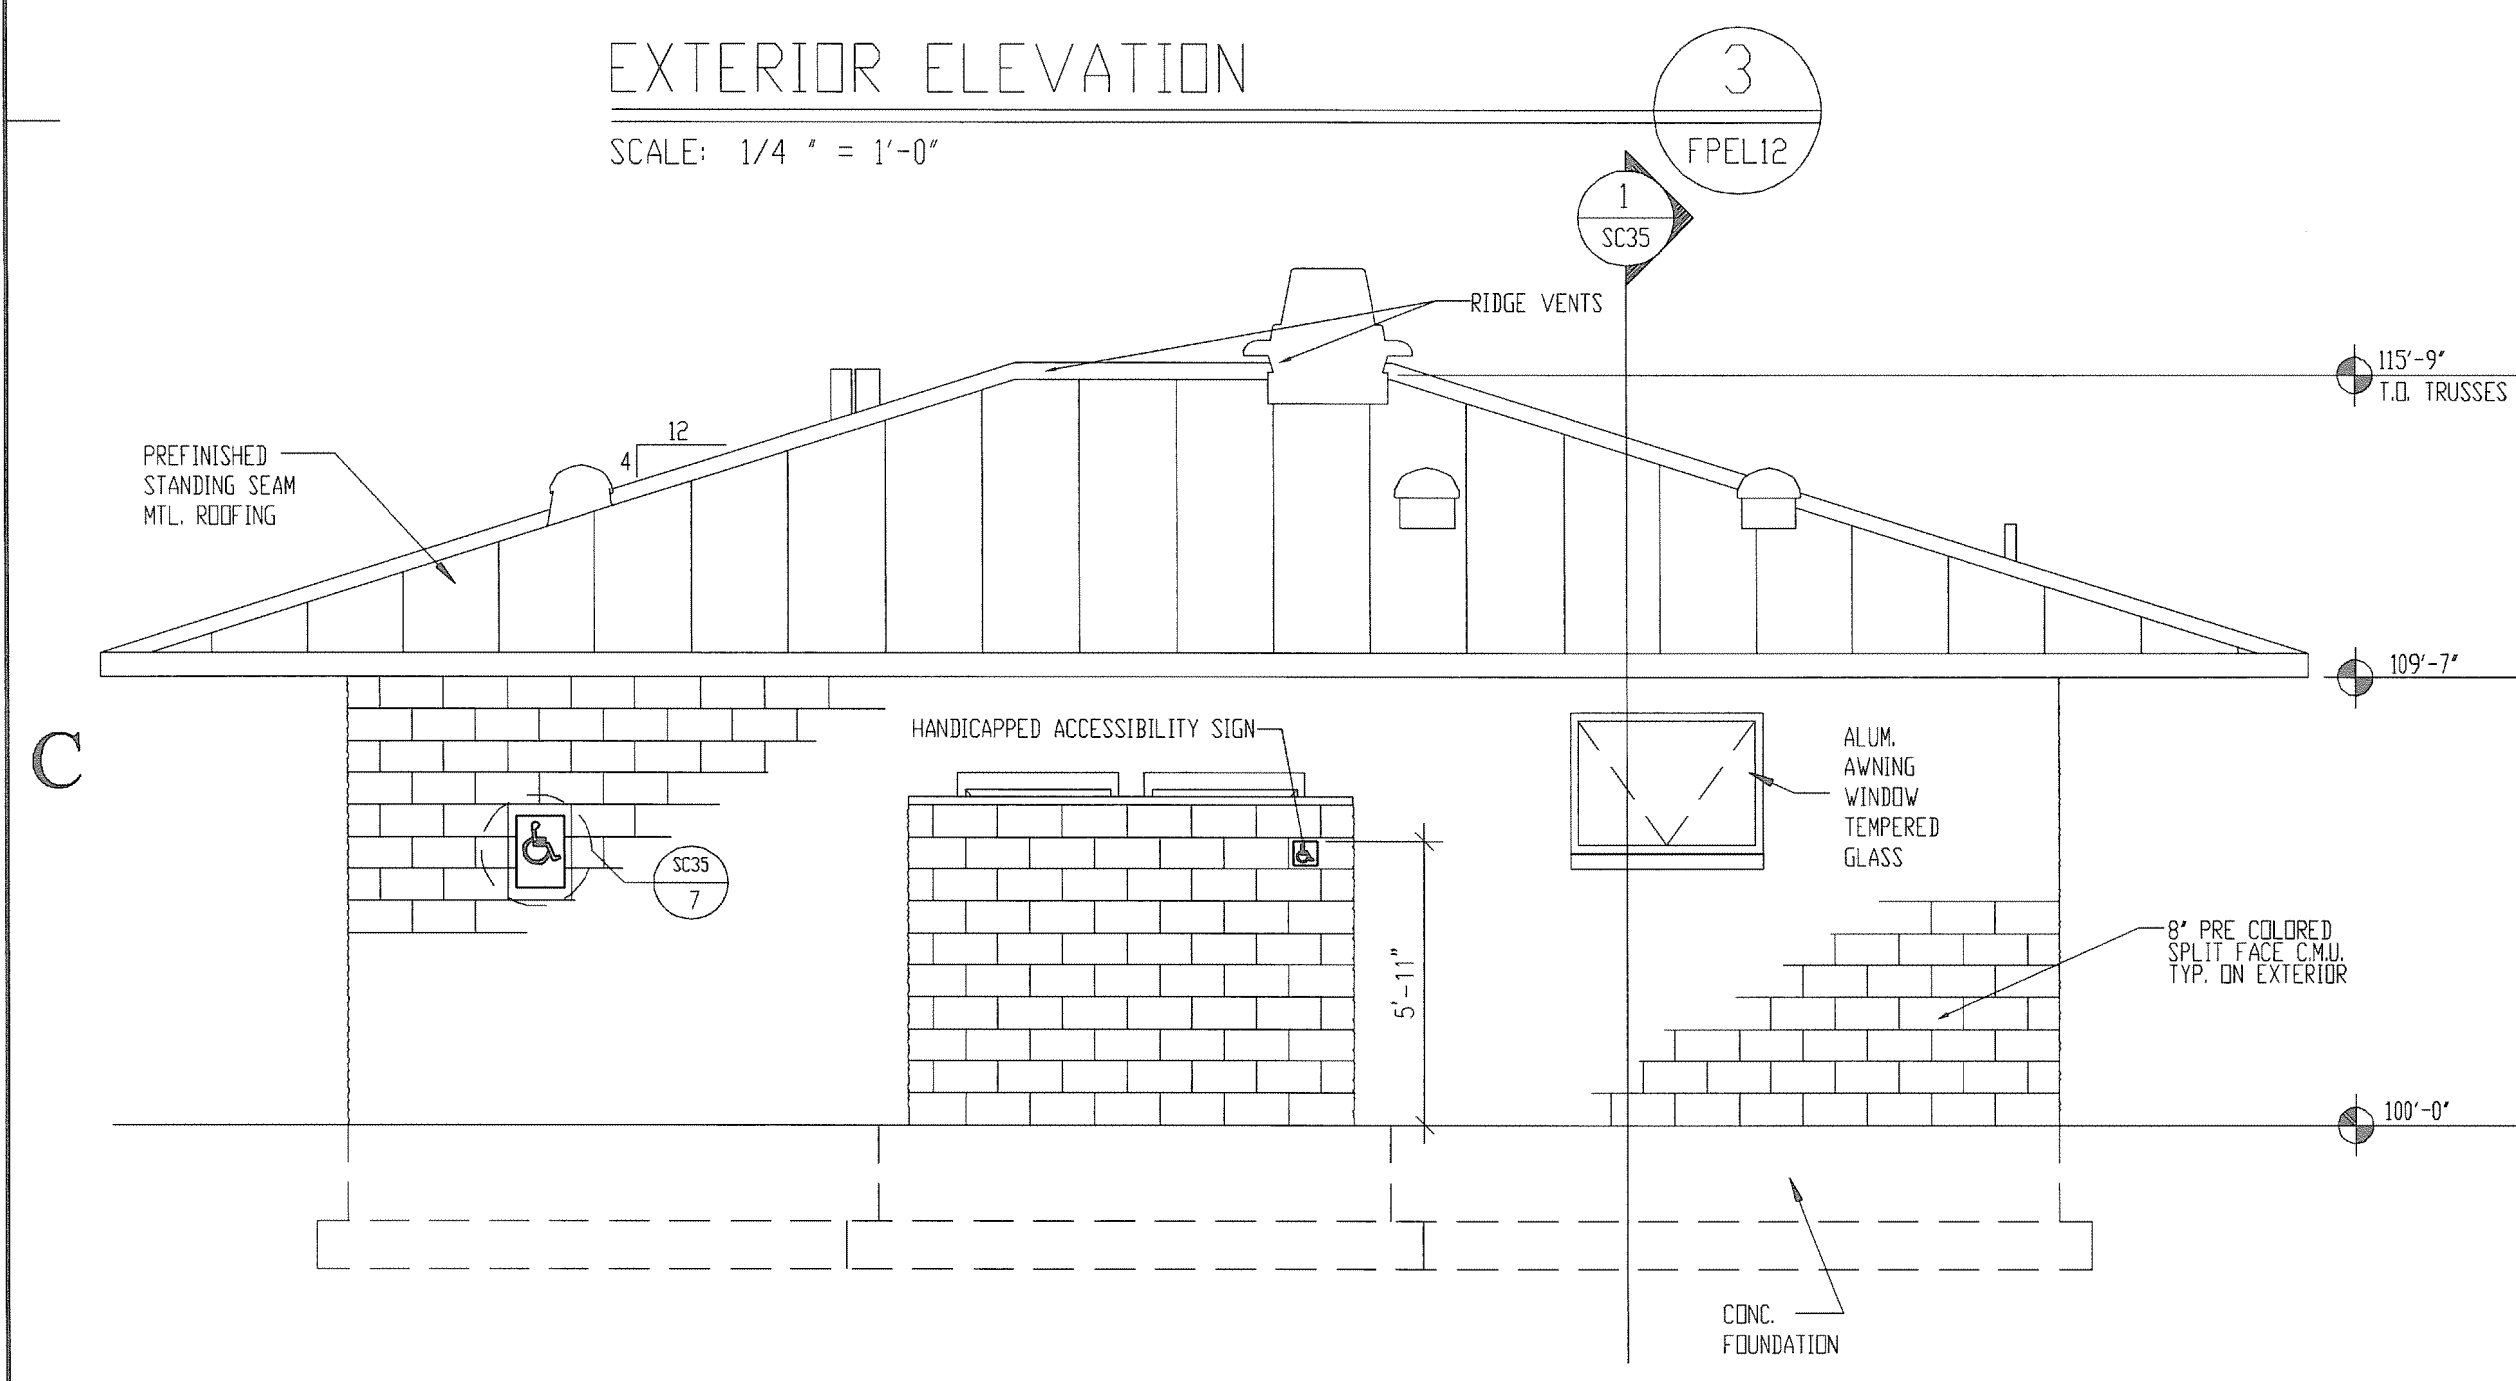 EXTERIOR ELEVATION
3
SCALE: 1/4 " = 1'-0"
FPEL12
1
SC35
RIDGE VENTS
115'-9"
T.O. TRUSSES
12
4
PREFINISHED
STANDING SEAM
MTL. ROOFING
109'-7"
C
HANDICAPPED ACCESSIBILITY SIGN
ALUM.
AWNING
WINDOW
TEMPERED
GLASS
SC35
7
8" PRE COLORED
SPLIT FACE C.M.U.
TYP. ON EXTERIOR
5'-11"
100'-0"
CONC.
FOUNDATION